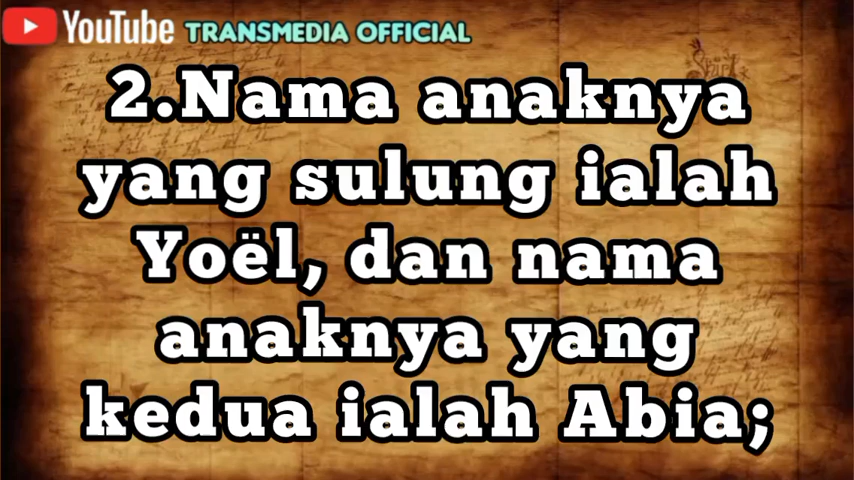 YouTube TRANSMEDIA OFFICIAL
2.Nama anaknya
yang sulung ialah
Yoël, dan nama
anaknya yang
kedua ialah Abia;